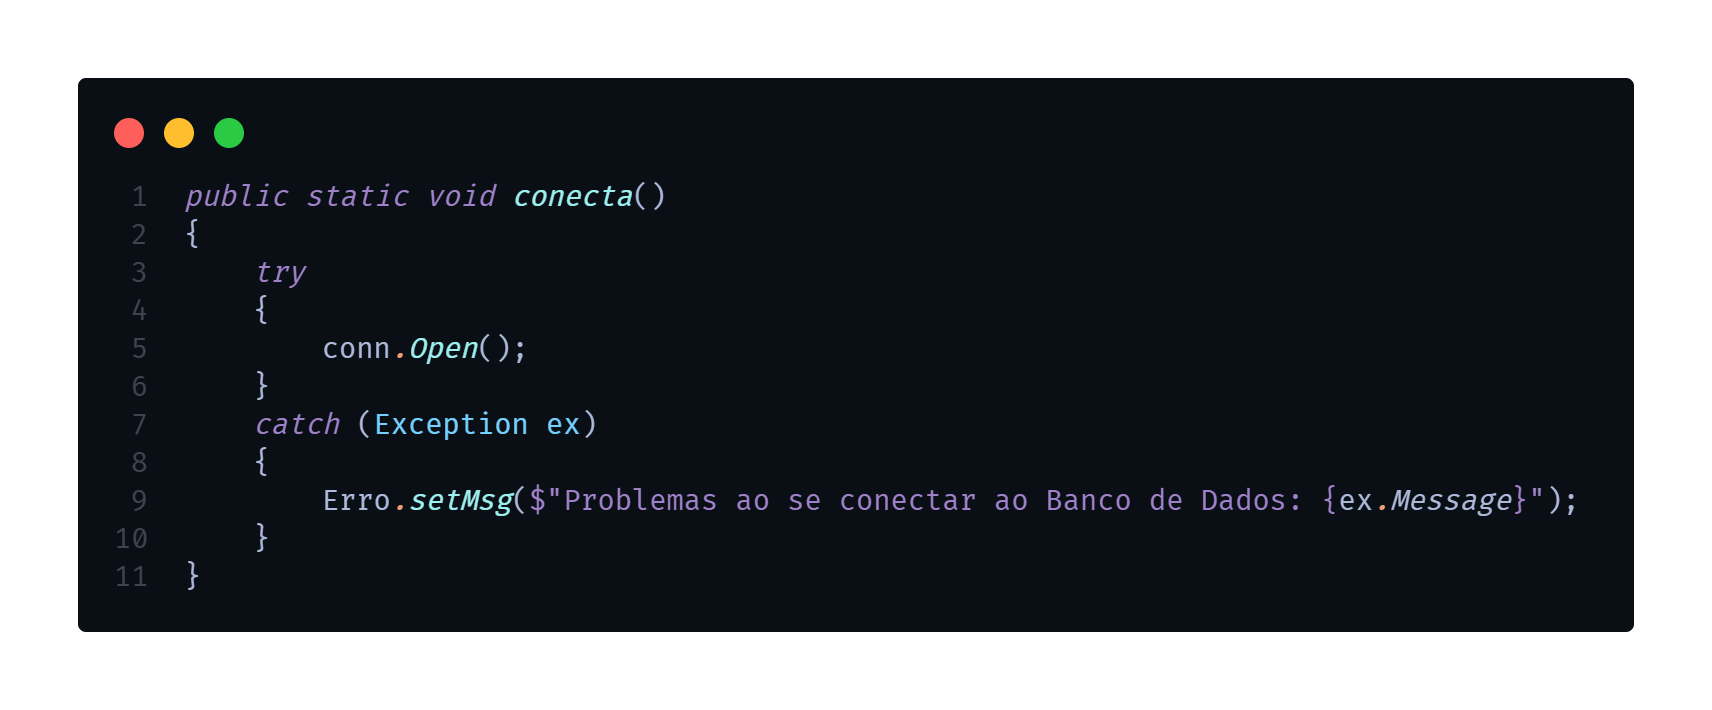 1 public static void conecta()
2 {
3     try
4     {
5         conn.Open();
6     }
7     catch (Exception ex)
8     {
9         Erro.setMsg($"Problemas ao se conectar ao Banco de Dados: {ex.Message}");
10     }
11 }